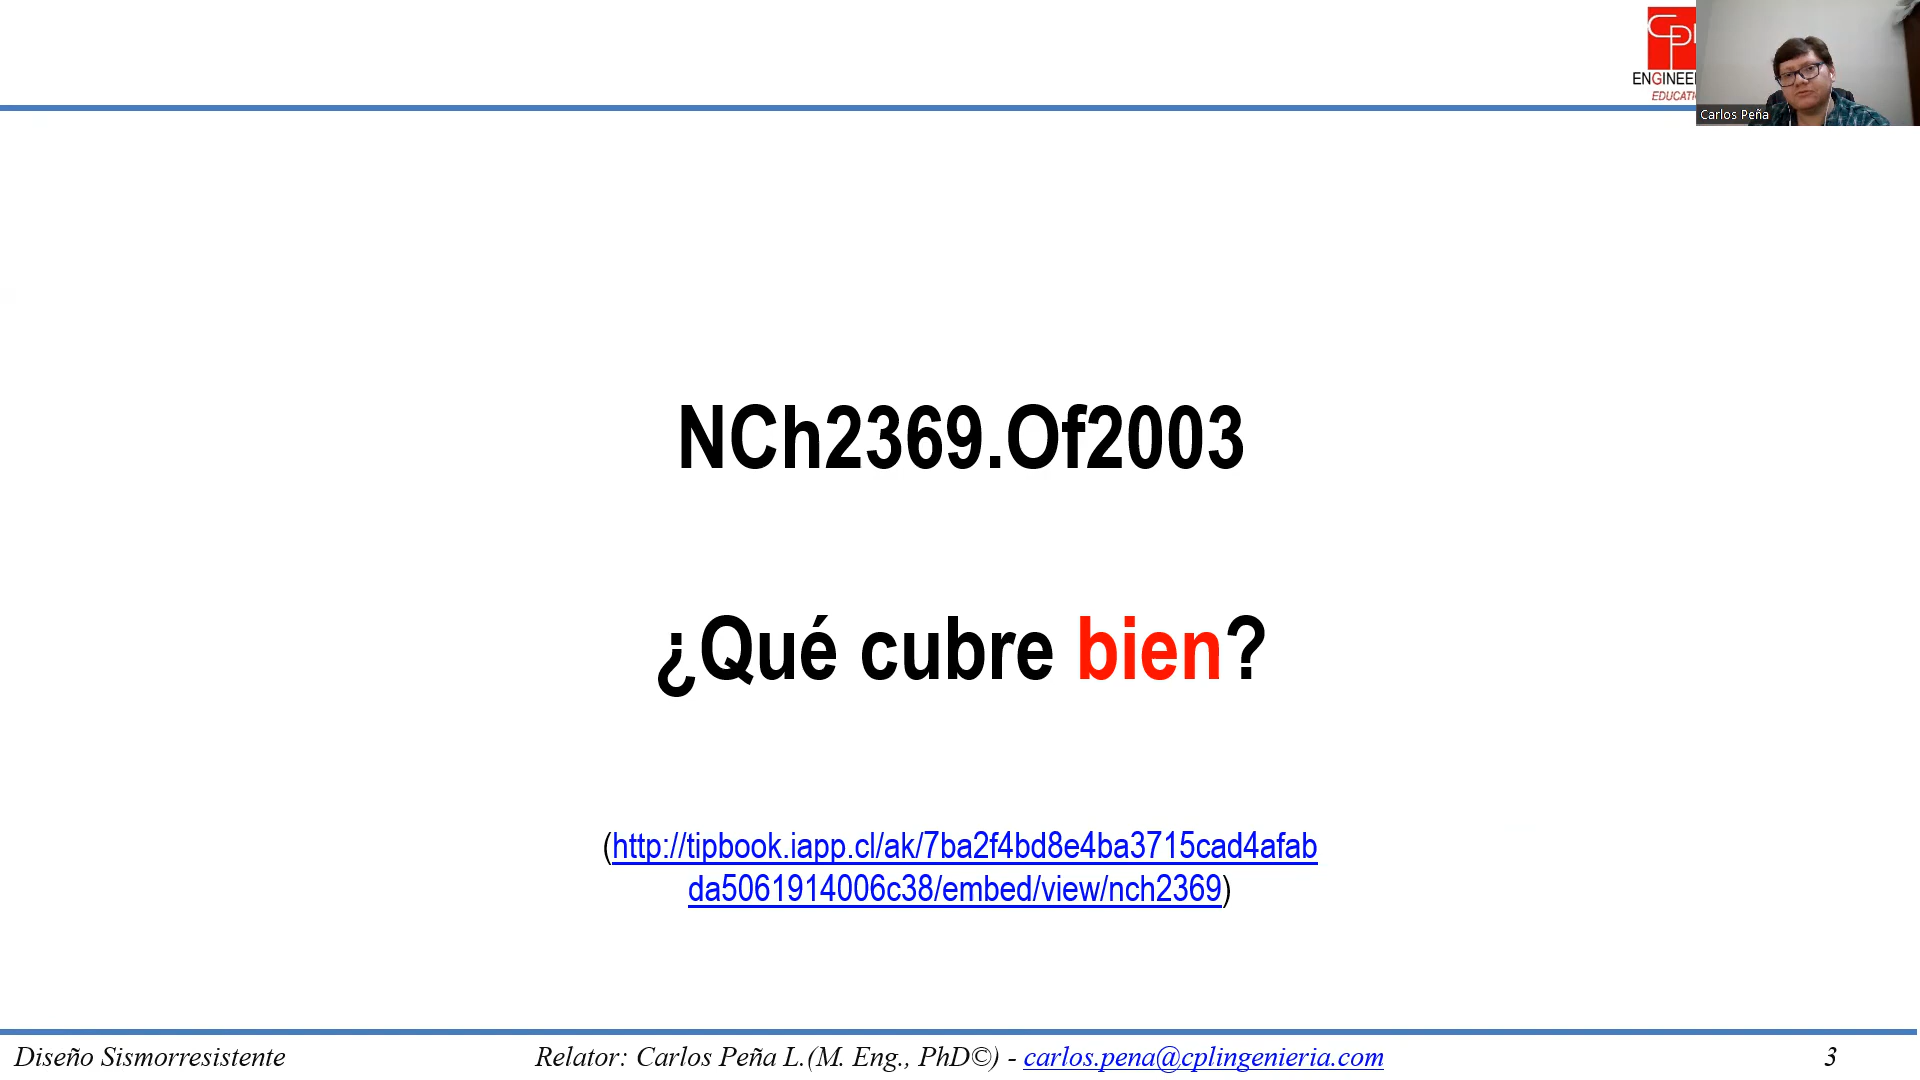 CPL
ENGINEE
EDUCATI
Carlos Peña
NCh2369.Of2003
¿Qué cubre bien?
(http://tipbook.iapp.cl/ak/7ba2f4bd8e4ba3715cad4afab
da5061914006c38/embed/view/nch2369)
Diseño Sismorresistente
Relator: Carlos Peña L.(M. Eng., PhD©) - carlos.pena@cplingenieria.com
3